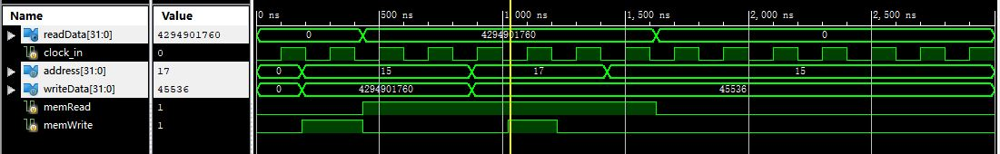 Name Value 0 ns 500 ns 1,000 ns 1,500 ns 2,000 ns 2,500 ns
readData[31:0] 4294901760 0 4294901760 0
clock_in 0
address[31:0] 17 0 15 17 15
writeData[31:0] 45536 0 4294901760 45536
memRead 1
memWrite 1